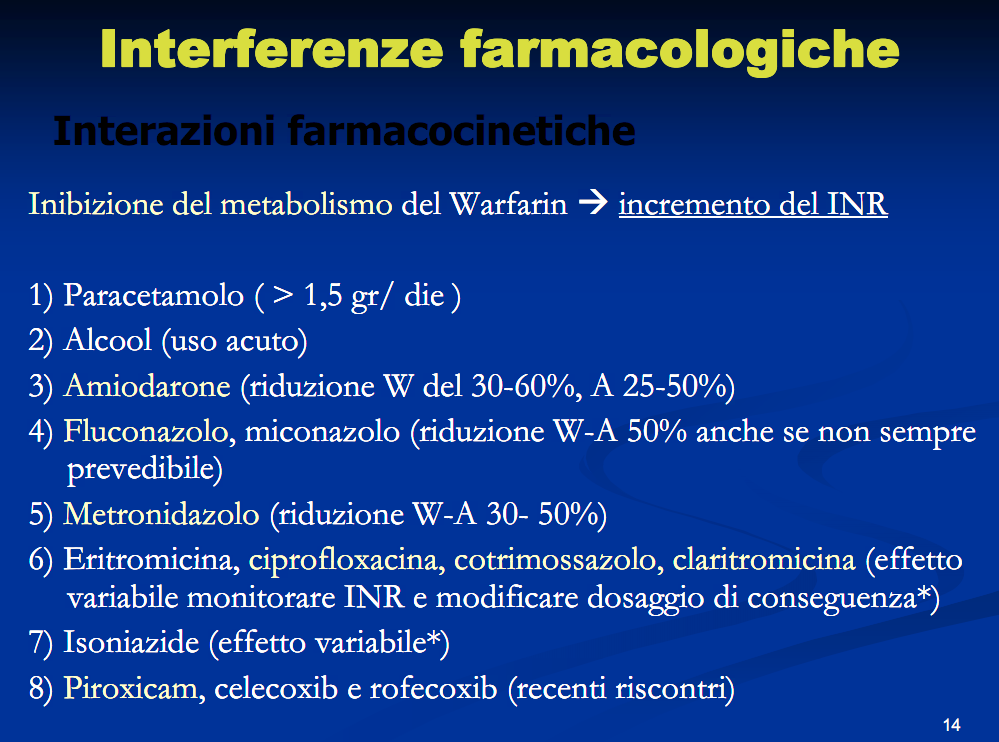 Interferenze farmacologiche
Interazioni farmacocinetiche
Inibizione del metabolismo del Warfarin → incremento del INR
1) Paracetamolo ( > 1,5 gr/ die )
2) Alcool (uso acuto)
3) Amiodarone (riduzione W del 30-60%, A 25-50%)
4) Fluconazolo, miconazolo (riduzione W-A 50% anche se non sempre
prevedibile)
5) Metronidazolo (riduzione W-A 30- 50%)
6) Eritromicina, ciprofloxacina, cotrimossazolo, claritromicina (effetto
variabile monitorare INR e modificare dosaggio di conseguenza*)
7) Isoniazide (effetto variabile*)
8) Piroxicam, celecoxib e rofecoxib (recenti riscontri)
14